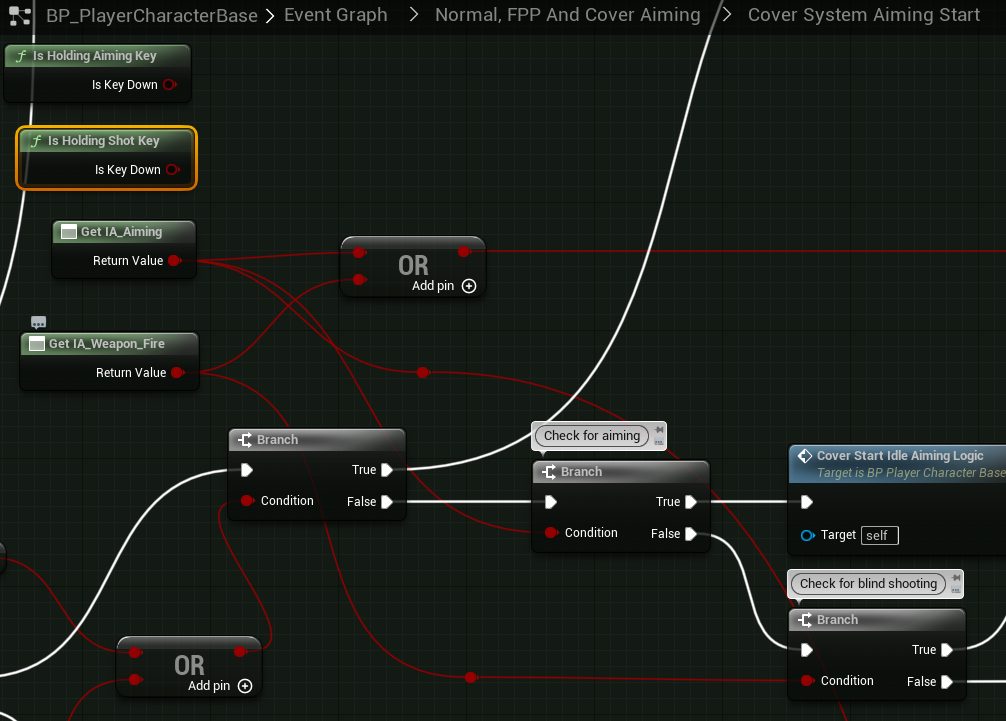 BP_PlayerCharacterBase > Event Graph > Normal, FPP And Cover Aiming > Cover System Aiming Start
f Is Holding Aiming Key
Is Key Down
f Is Holding Shot Key
Is Key Down
Get IA_Aiming
Return Value
OR
Add pin
Get IA_Weapon_Fire
Return Value
Branch
True
Condition
False
Check for aiming
Branch
True
Condition
False
Cover Start Idle Aiming Logic
Target is BP Player Character Base
Target self
Check for blind shooting
Branch
True
Condition
False
OR
Add pin